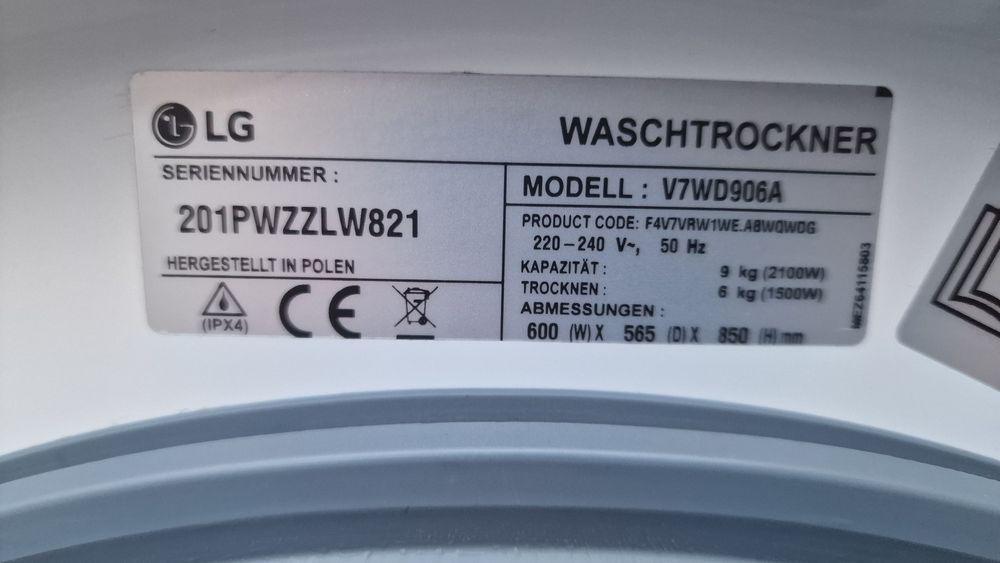 LG
WASCHTROCKNER
SERIENNUMMER :
201PWZZLW821
HERGESTELLT IN POLEN
(IPX4)
CE
MODELL : V7WD906A
PRODUCT CODE: F4V7VRW1WE.ABWQWDG
220-240 V~, 50 Hz
KAPAZITÄT : 9 kg (2100W)
TROCKNEN : 6 kg (1500W)
ABMESSUNGEN :
600 (W) X 565 (D) X 850 (H) mm
MEZ64115803